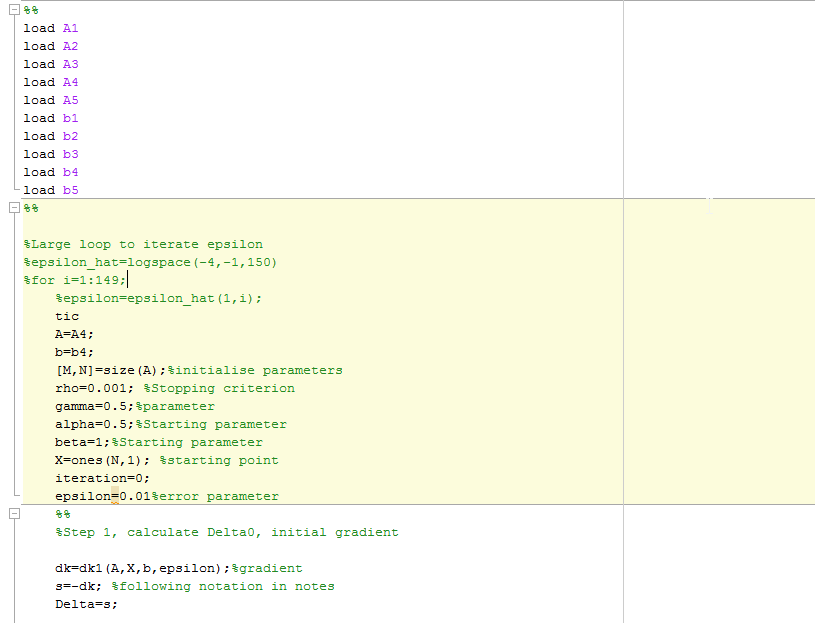 %%
load A1
load A2
load A3
load A4
load A5
load b1
load b2
load b3
load b4
load b5
%%
%Large loop to iterate epsilon
%epsilon_hat=logspace(-4,-1,150)
%for i=1:149;
%epsilon=epsilon_hat(1,i);
tic
A=A4;
b=b4;
[M,N]=size(A);%initialise parameters
rho=0.001; %Stopping criterion
gamma=0.5;%parameter
alpha=0.5;%Starting parameter
beta=1;%Starting parameter
X=ones(N,1); %starting point
iteration=0;
epsilon=0.01%error parameter
%%
%Step 1, calculate Delta0, initial gradient
dk=dk1(A,X,b,epsilon);%gradient
s=-dk; %following notation in notes
Delta=s;